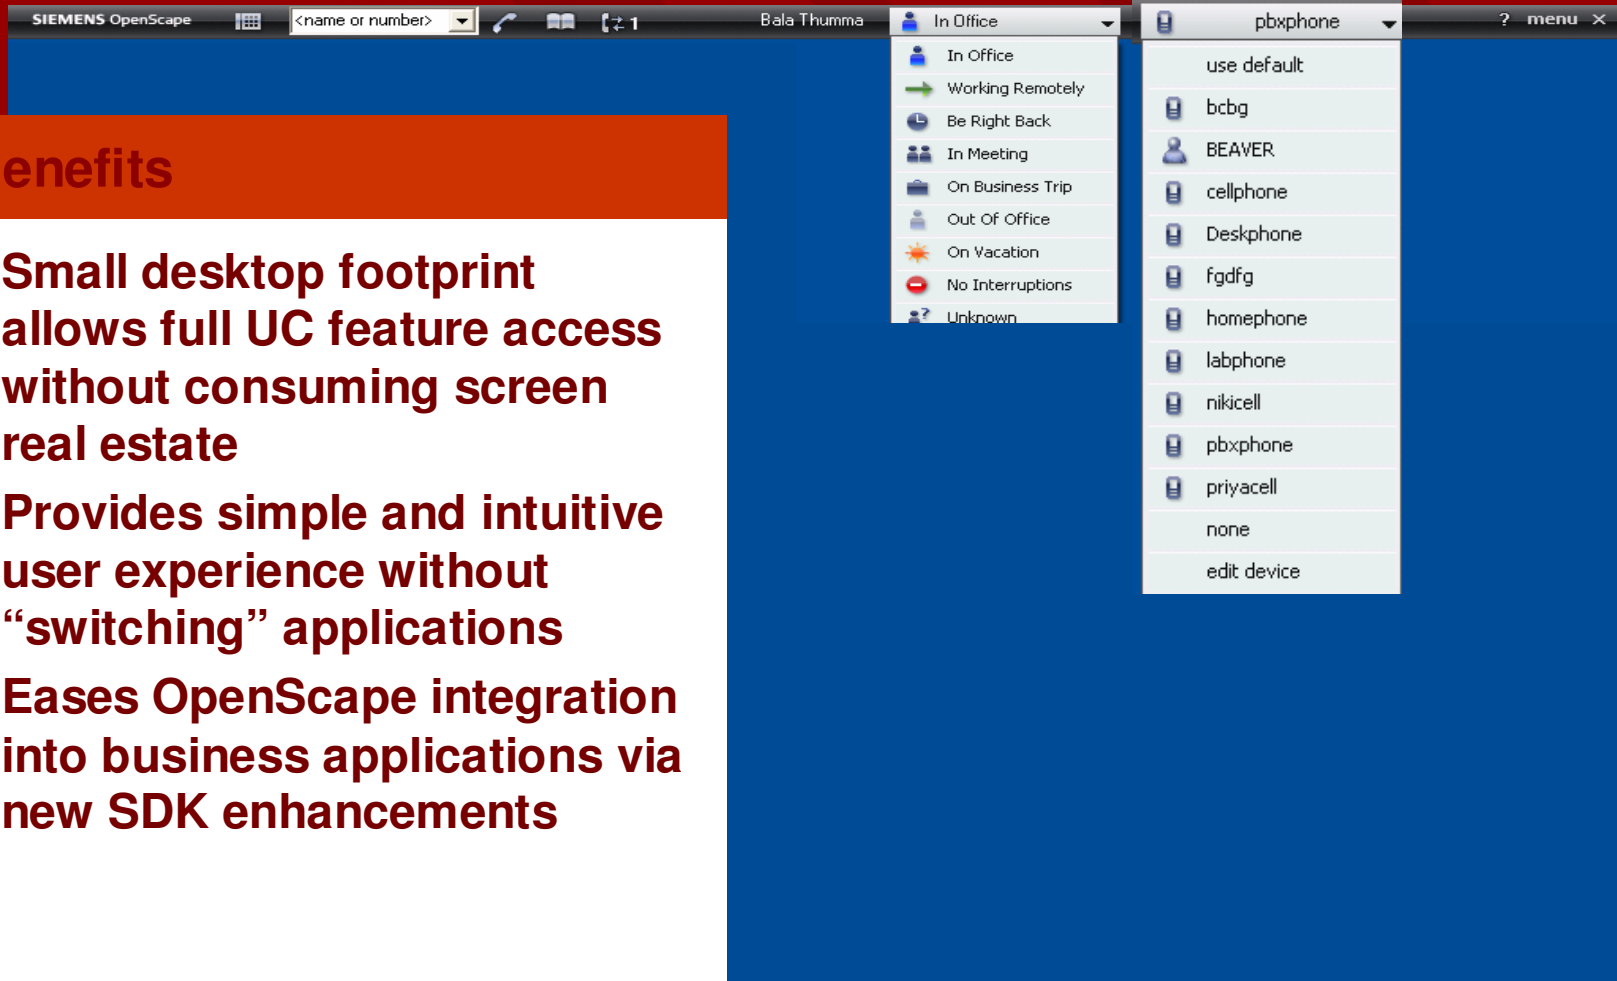 SIEMENS OpenScape <name or number> 1 Bala Thumma In Office pbxphone ? menu ×
In Office
Working Remotely
Be Right Back
In Meeting
On Business Trip
Out Of Office
On Vacation
No Interruptions
Unknown
use default
bcbg
BEAVER
cellphone
Deskphone
fgdfg
homephone
labphone
nikicell
pbxphone
priyacell
none
edit device
enefits
Small desktop footprint
allows full UC feature access
without consuming screen
real estate
Provides simple and intuitive
user experience without
“switching” applications
Eases OpenScape integration
into business applications via
new SDK enhancements